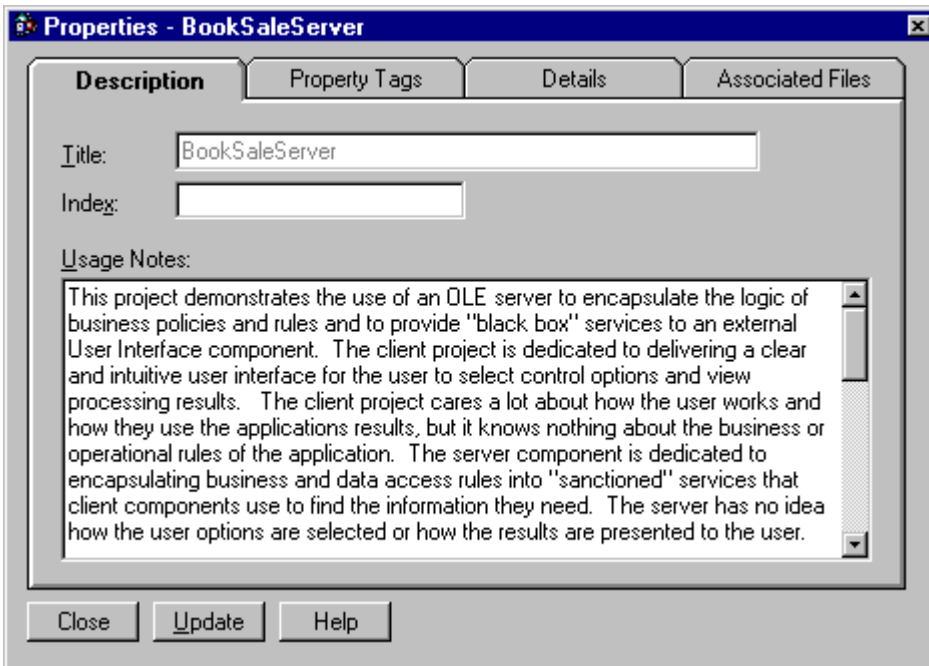 Properties - BookSaleServer
Description
Property Tags
Details
Associated Files
Title:
BookSaleServer
Index:
Usage Notes:
This project demonstrates the use of an OLE server to encapsulate the logic of
business policies and rules and to provide "black box" services to an external
User Interface component.  The client project is dedicated to delivering a clear
and intuitive user interface for the user to select control options and view
processing results.   The client project cares a lot about how the user works and
how they use the applications results, but it knows nothing about the business or
operational rules of the application.  The server component is dedicated to
encapsulating business and data access rules into "sanctioned" services that
client components use to find the information they need.  The server has no idea
how the user options are selected or how the results are presented to the user.
Close
Update
Help